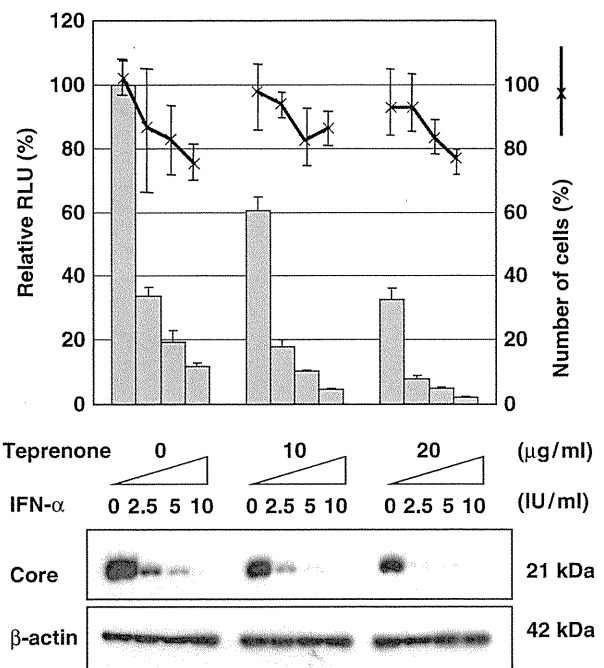 120
100
80
60
40
20
0
Relative RLU (%)
100
80
60
40
20
0
Number of cells (%)
Teprenone 0 10 20 (µg/ml)
IFN-α 0 2.5 5 10 0 2.5 5 10 0 2.5 5 10 (IU/ml)
Core 21 kDa
β-actin 42 kDa